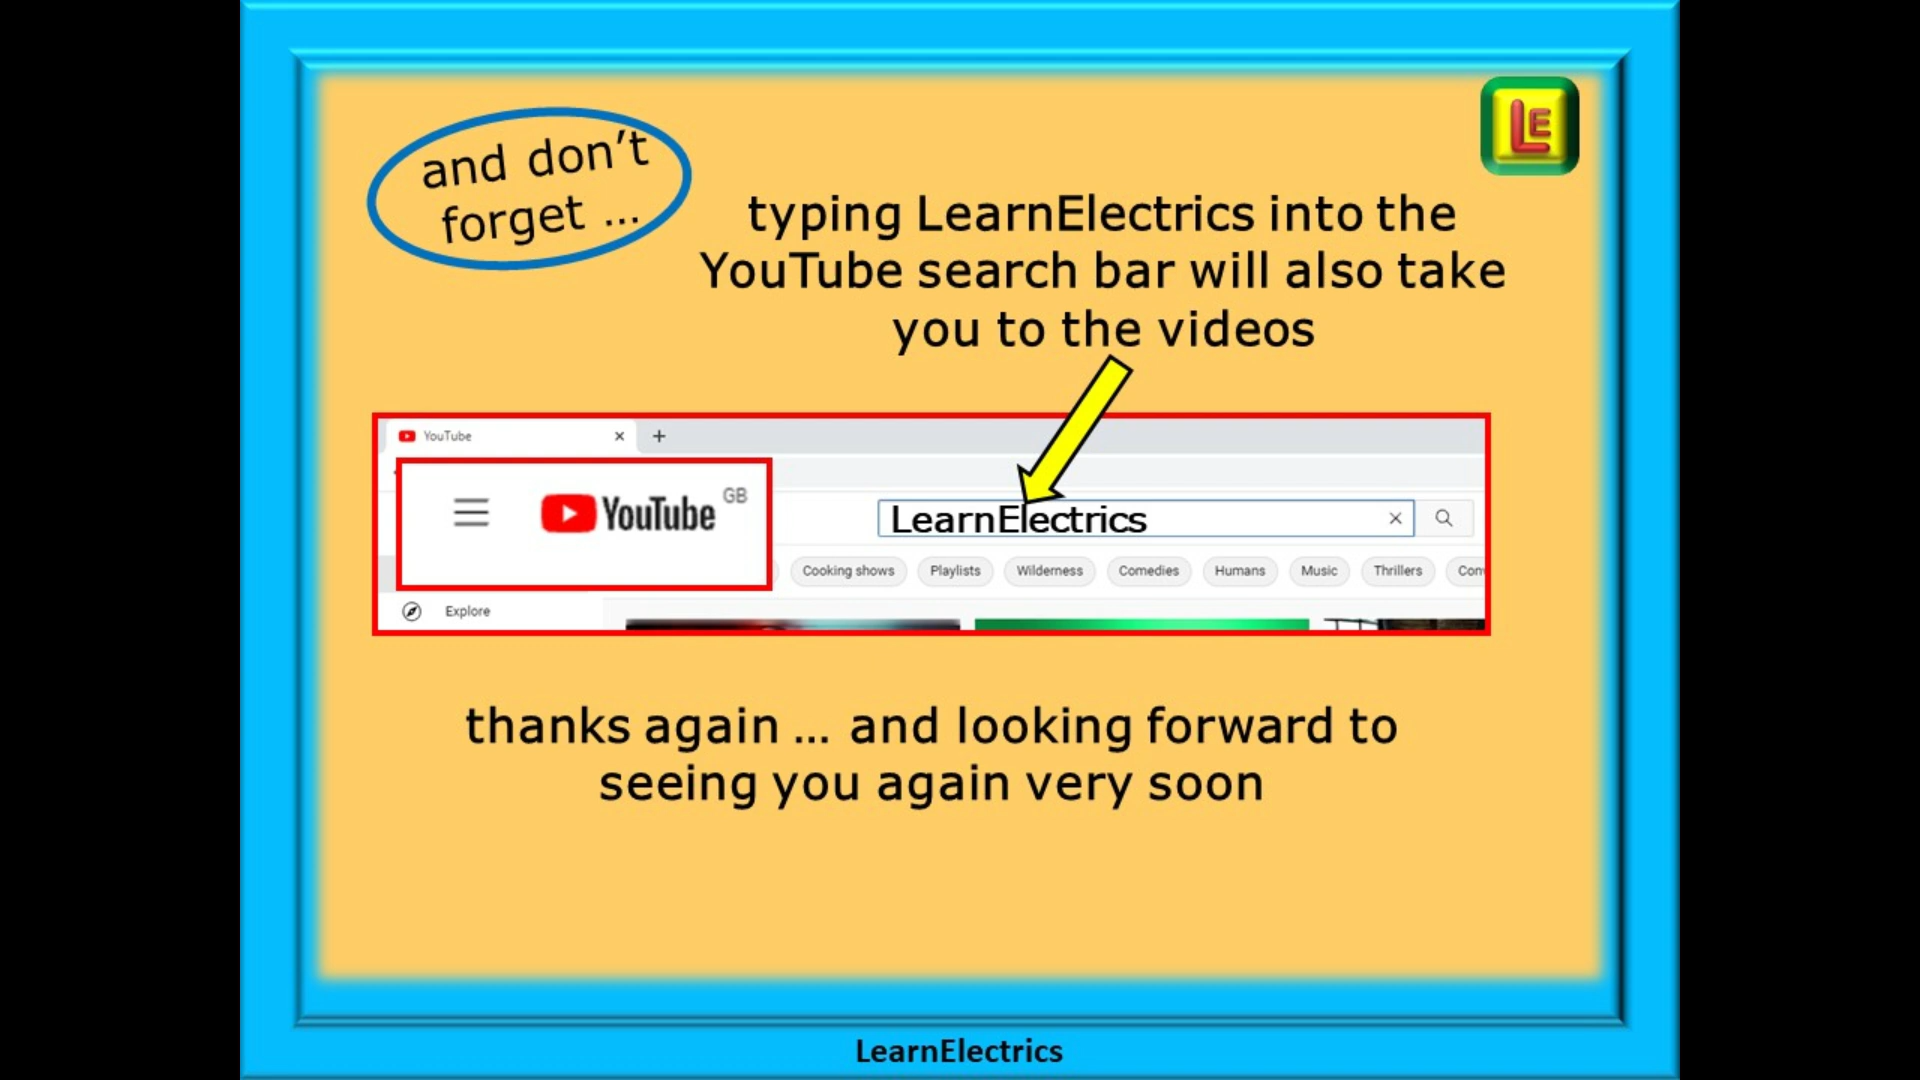 and don't
forget ...
LE
typing LearnElectrics into the
YouTube search bar will also take
you to the videos
YouTube
YouTube GB
LearnElectrics
Cooking shows Playlists Wilderness Comedies Humans Music Thrillers
Explore
thanks again ... and looking forward to
seeing you again very soon
LearnElectrics